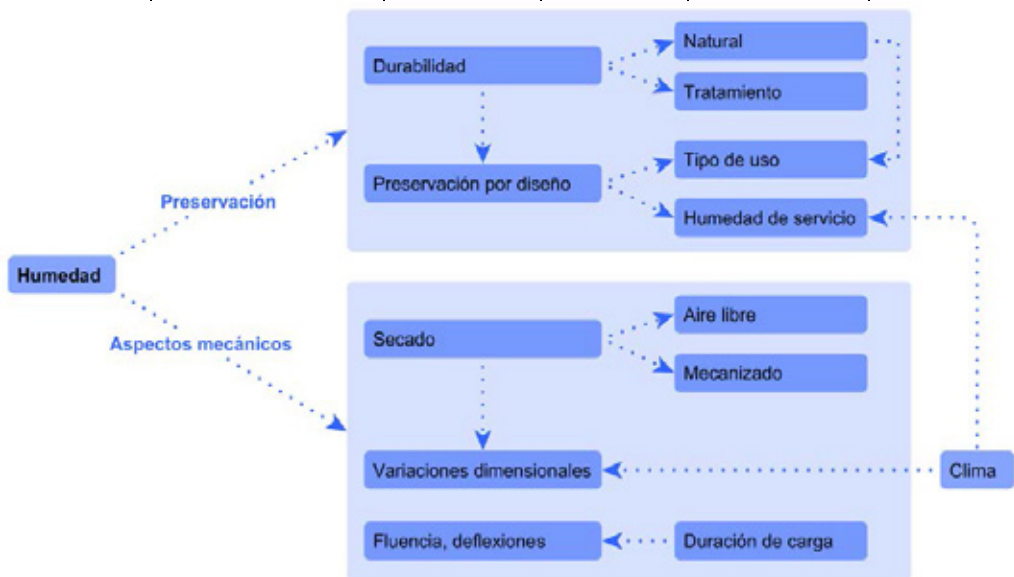 Durabilidad
Natural
Tratamiento
Preservación por diseño
Tipo de uso
Humedad de servicio
Preservación
Humedad
Aspectos mecánicos
Secado
Aire libre
Mecanizado
Variaciones dimensionales
Clima
Fluencia, deflexiones
Duración de carga